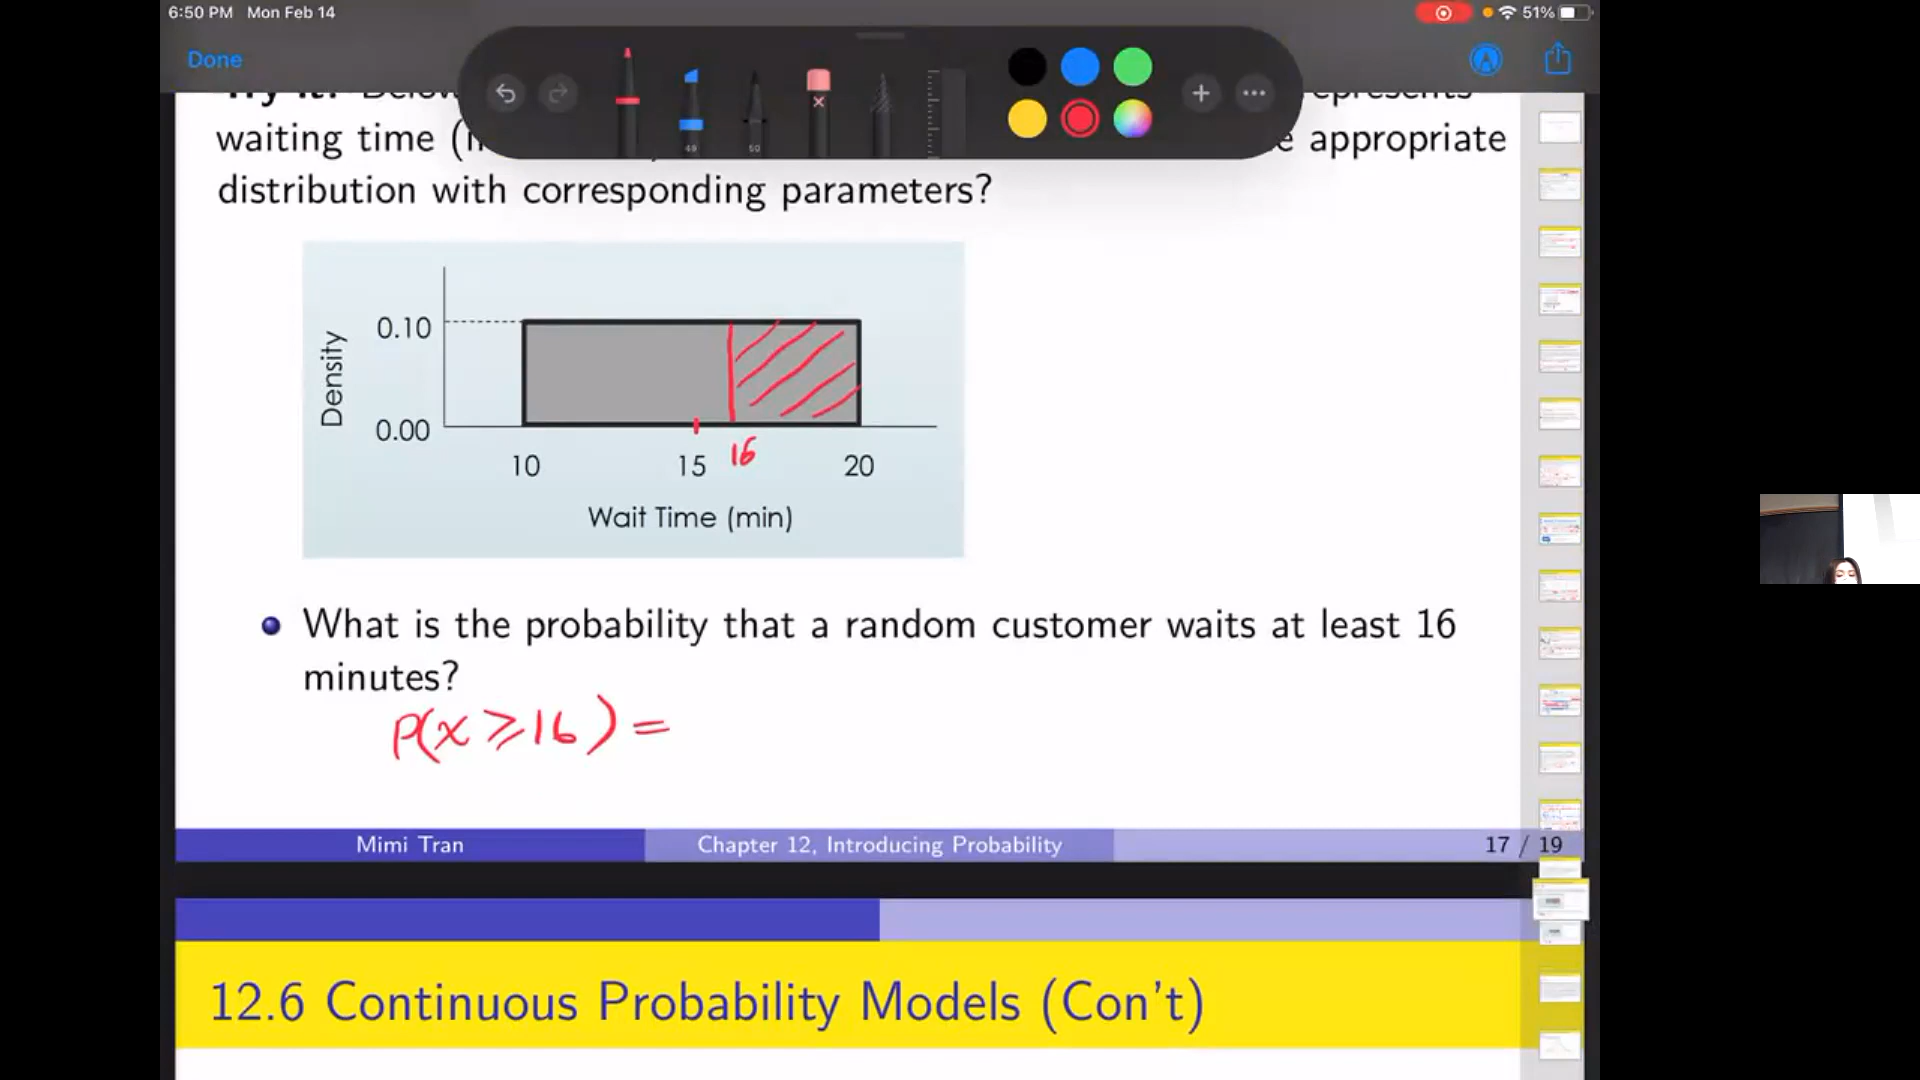 6:50 PM Mon Feb 14
51%
Done
49
50
waiting time
appropriate
distribution with corresponding parameters?
Density
0.10
0.00
10
15
16
20
Wait Time (min)
What is the probability that a random customer waits at least 16
minutes?
P(x ≥ 16) =
Mimi Tran
Chapter 12, Introducing Probability
17 / 19
12.6 Continuous Probability Models (Con't)